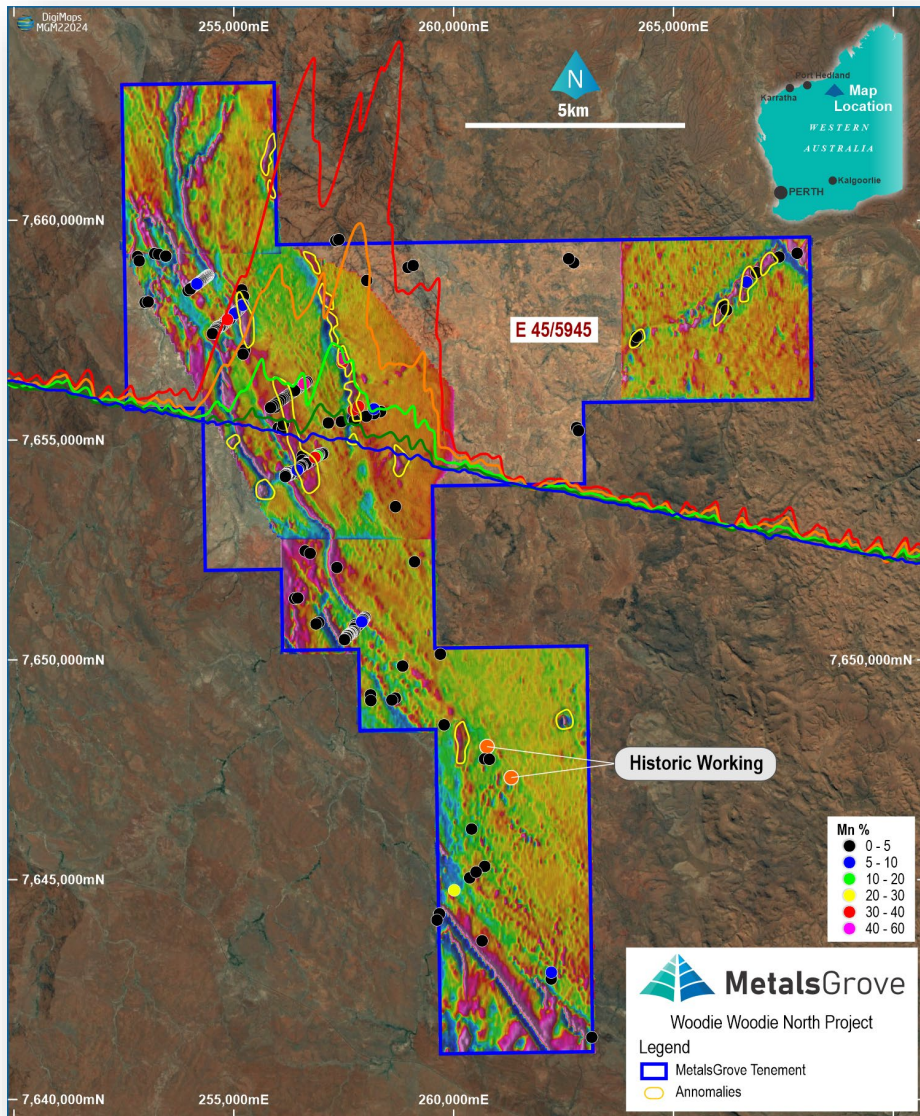 DigiMaps
MGM22024
255,000mE
260,000mE
265,000mE
N
5km
Port Hedland
Karratha
Map
Location
WESTERN
AUSTRALIA
Kalgoorlie
PERTH
7,660,000mN
E 45/5945
7,655,000mN
7,650,000mN
7,650,000mN
Historic Working
Mn %
0 - 5
5 - 10
10 - 20
20 - 30
30 - 40
40 - 60
7,645,000mN
MetalsGrove
Woodie Woodie North Project
Legend
MetalsGrove Tenement
Annomalies
7,640,000mN
255,000mE
260,000mE